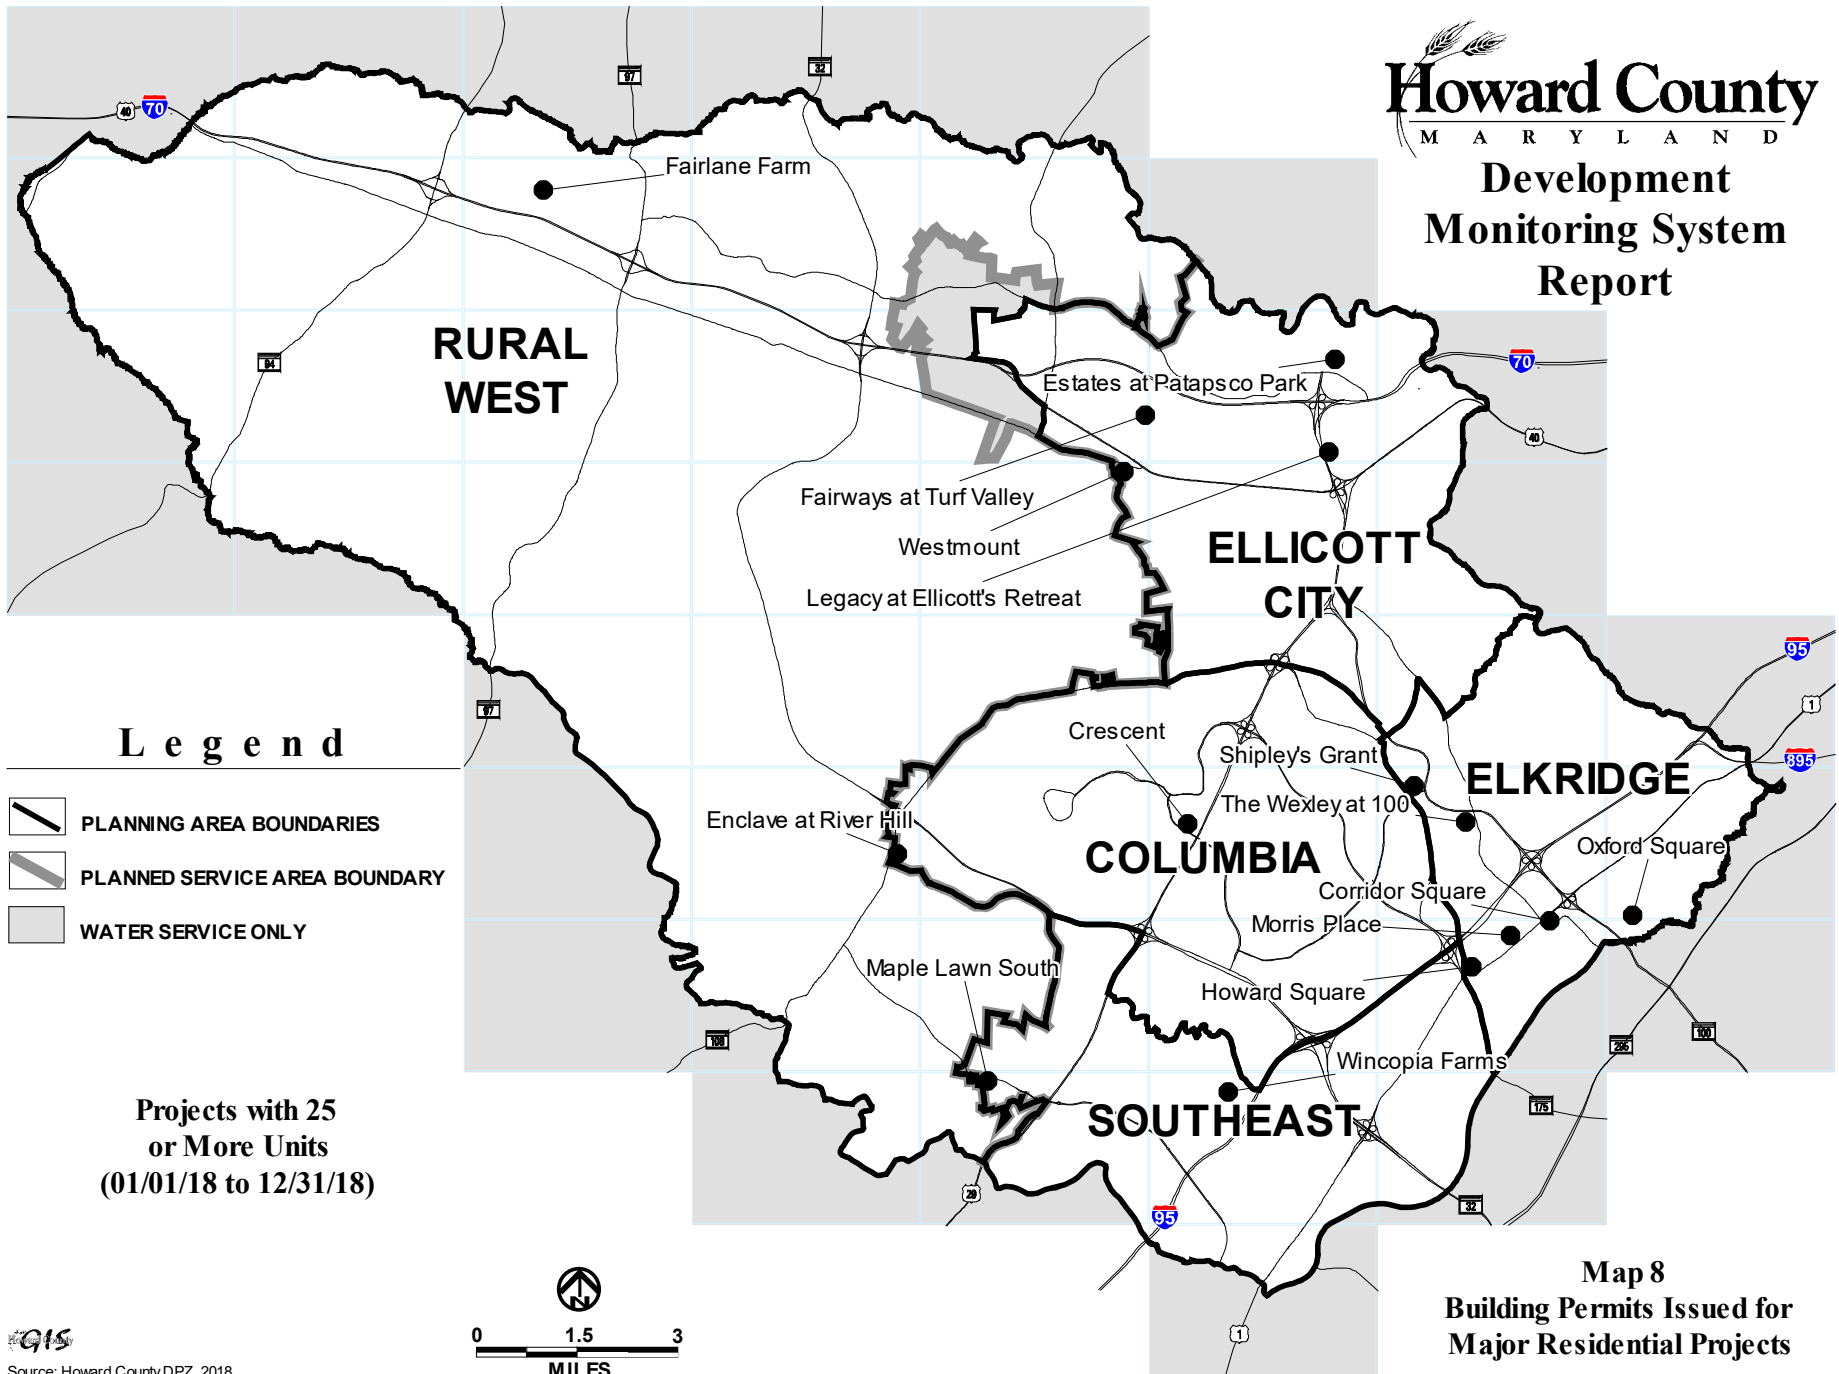 Howard County
MARYLAND
Development
Monitoring System
Report
40
70
97
32
Fairlane Farm
RURAL
WEST
94
Estates at Patapsco Park
70
40
Fairways at Turf Valley
Westmount
Legacy at Ellicott's Retreat
ELLICOTT
CITY
95
1
895
97
Crescent
Shipley's Grant
ELKRIDGE
The Wexley at 100
Enclave at River Hill
COLUMBIA
Oxford Square
Corridor Square
Morris Place
Maple Lawn South
Howard Square
108
100
295
Wincopia Farms
175
SOUTHEAST
29
32
95
1
Legend
PLANNING AREA BOUNDARIES
PLANNED SERVICE AREA BOUNDARY
WATER SERVICE ONLY
Projects with 25
or More Units
(01/01/18 to 12/31/18)
N
0 1.5 3
MILES
Howard County
GIS
Source: Howard County DPZ, 2018
Map 8
Building Permits Issued for
Major Residential Projects